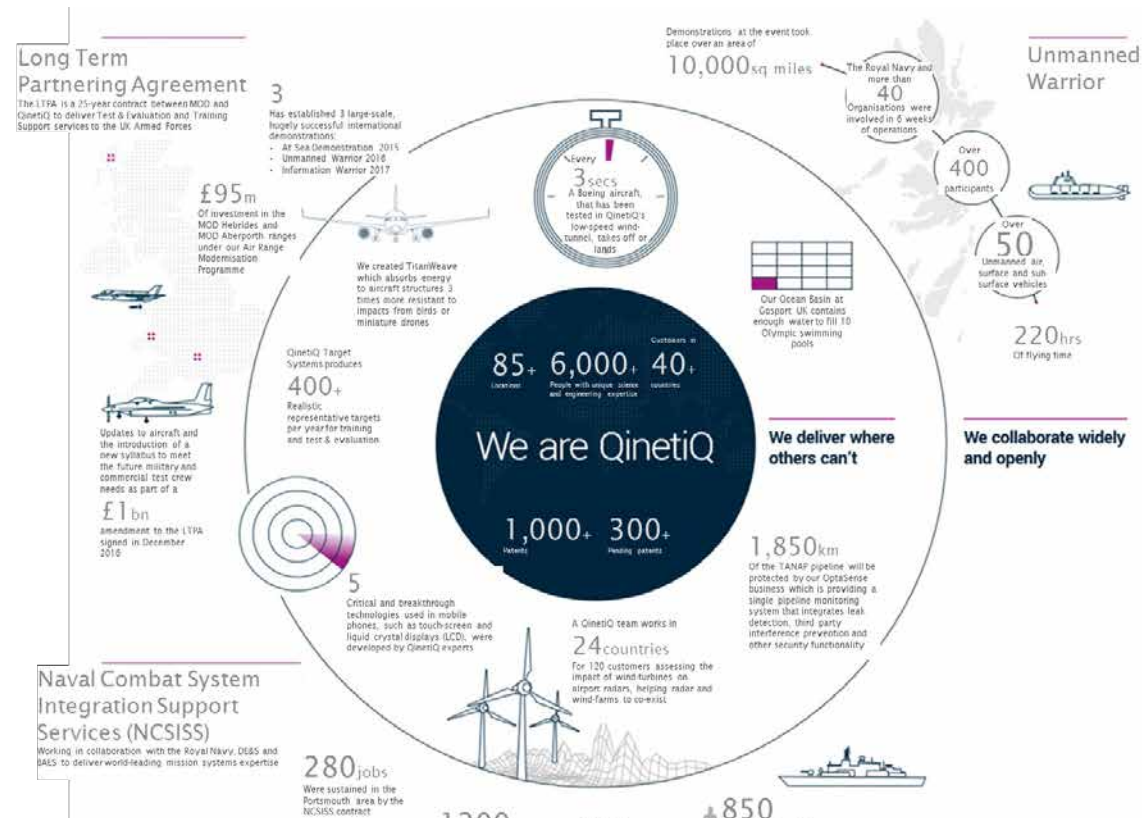 Long Term
Partnering Agreement
The LTPA is a 25-year contract between MOD and
QinetiQ to deliver Test & Evaluation and Training
Support services to the UK Armed Forces
3
Has established 3 large-scale,
hugely successful international
demonstrations:
- At Sea Demonstration 2015
- Unmanned Warrior 2016
- Information Warrior 2017
£95m
Of investment in the
MOD Hebrides and
MOD Aberporth ranges
under our Air Range
Modernisation
Programme
Updates to aircraft and
the introduction of a
new syllabus to meet
the future military and
commercial test crew
needs as part of a
£1bn
amendment to the LTPA
signed in December
2016
We created TitanWeave
which absorbs energy
to aircraft structures 3
times more resistant to
impacts from birds or
miniature drones
QinetiQ Target
Systems produces
400+
Realistic
representative targets
per year for training
and test & evaluation
Every
3secs
A Boeing aircraft,
that has been
tested in QinetiQ's
low-speed wind-
tunnel, takes off or
lands
Our Ocean Basin at
Gosport UK contains
enough water to fill 10
Olympic swimming
pools
Demonstrations at the event took
place over an area of
10,000sq miles
Unmanned
Warrior
The Royal Navy and
more than
40
Organisations were
involved in 6 weeks
of operations
Over
400
participants
Over
50
Unmanned air,
surface and sub
surface vehicles
220hrs
Of flying time
85+
Locations
6,000+
People with unique science
and engineering expertise
Customers in
40+
countries
We are QinetiQ
1,000+
Patents
300+
Pending patents
We deliver where
others can't
We collaborate widely
and openly
5
Critical and breakthrough
technologies used in mobile
phones, such as touch-screen and
liquid crystal displays (LCD), were
developed by QinetiQ experts
A QinetiQ team works in
24countries
For 120 customers assessing the
impact of wind-turbines on
airport radars, helping radar and
wind-farms to co-exist
1,850km
Of the TANAP pipeline will be
protected by our OptaSense
business which is providing a
single pipeline monitoring
system that integrates leak
detection, third party
interference prevention and
other security functionality
Naval Combat System
Integration Support
Services (NCSISS)
Working in collaboration with the Royal Navy, DE&S and
BAES to deliver world-leading mission systems expertise
280jobs
Were sustained in the
Portsmouth area by the
NCSISS contract
850